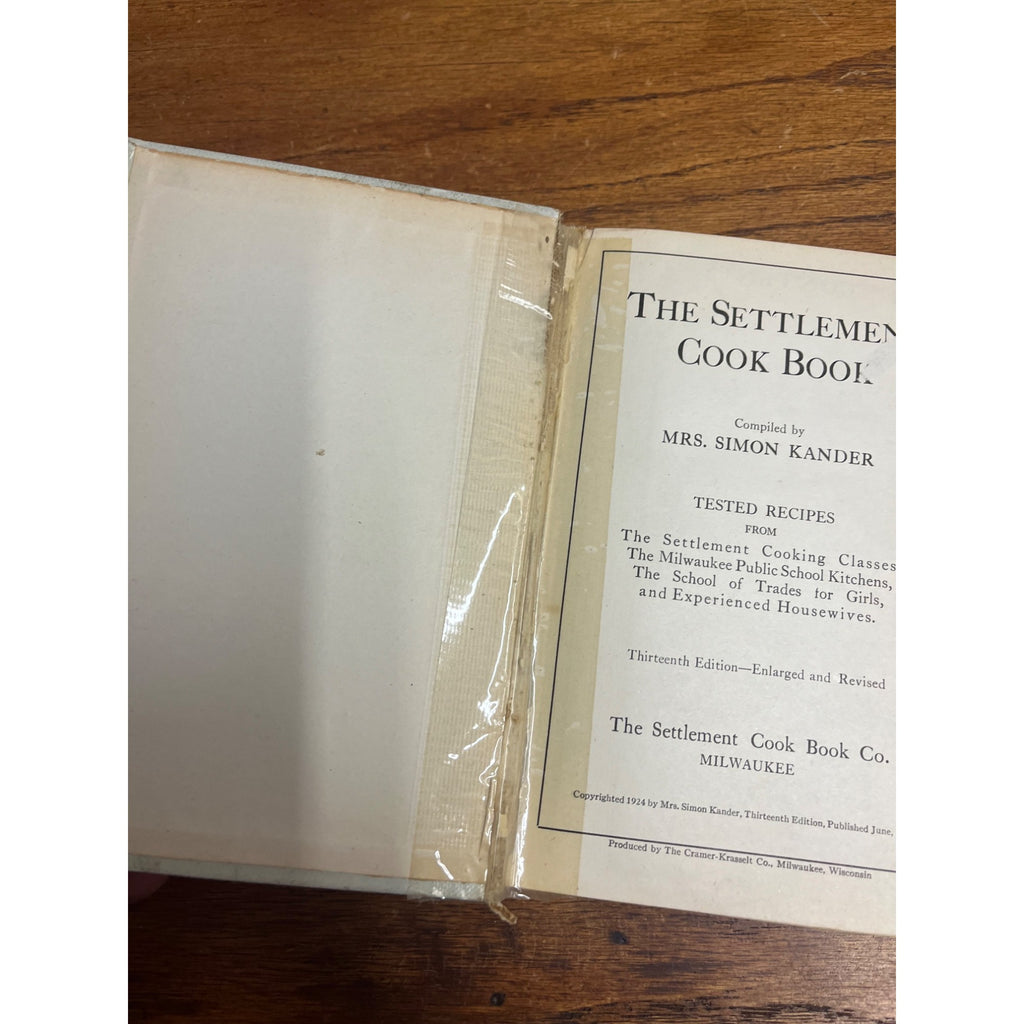 THE SETTLEMEN
COOK BOOK
Compiled by
MRS. SIMON KANDER
TESTED RECIPES
FROM
The Settlement Cooking Classes
The Milwaukee Public School Kitchens,
The School of Trades for Girls,
and Experienced Housewives.
Thirteenth Edition—Enlarged and Revised
The Settlement Cook Book Co.
MILWAUKEE
Copyrighted 1924 by Mrs. Simon Kander, Thirteenth Edition, Published June,
Produced by The Cramer-Krasselt Co., Milwaukee, Wisconsin